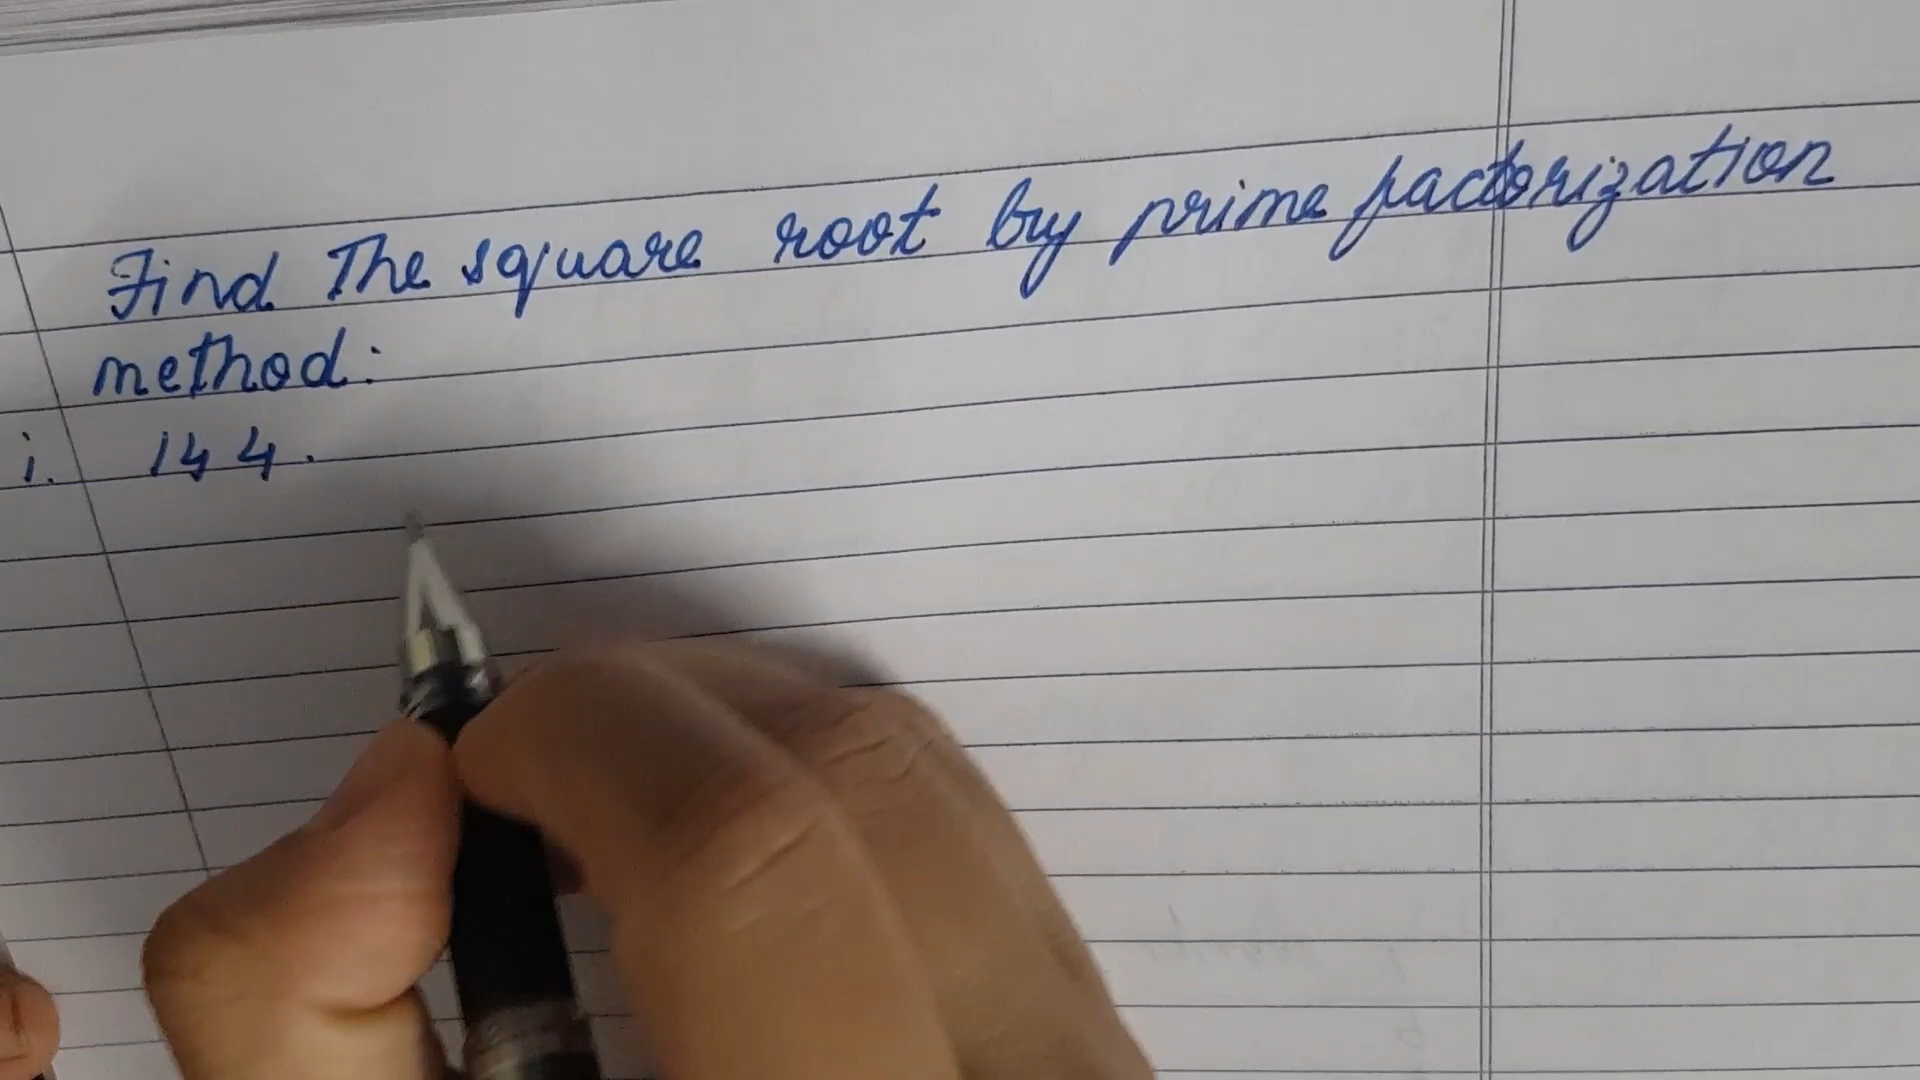 Find The square root by prime factorization
method:
i. 144.